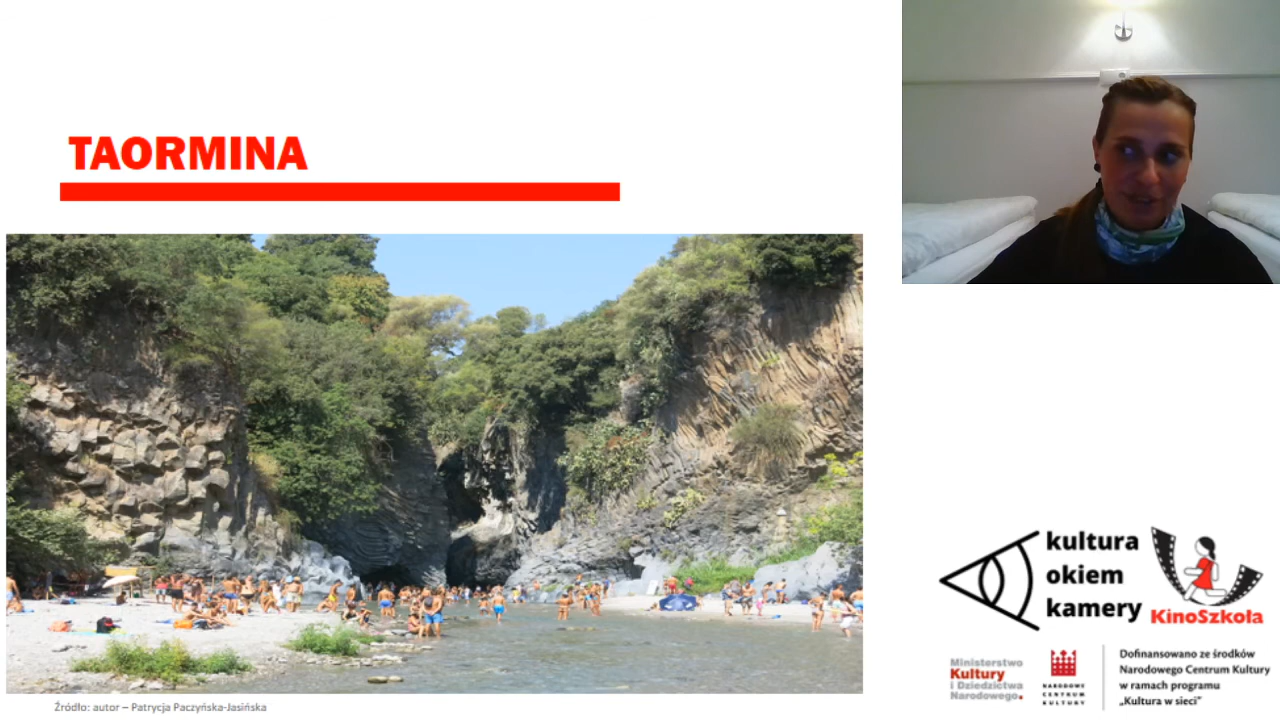 TAORMINA
kultura
okiem
kamery
KinoSzkoła
Ministerstwo
Kultury
i Dziedzictwa
Narodowego.
NARODOWE
CENTRUM
KULTURY
Dofinansowano ze środków
Narodowego Centrum Kultury
w ramach programu
„Kultura w sieci”
Źródło: autor – Patrycja Paczyńska-Jasińska